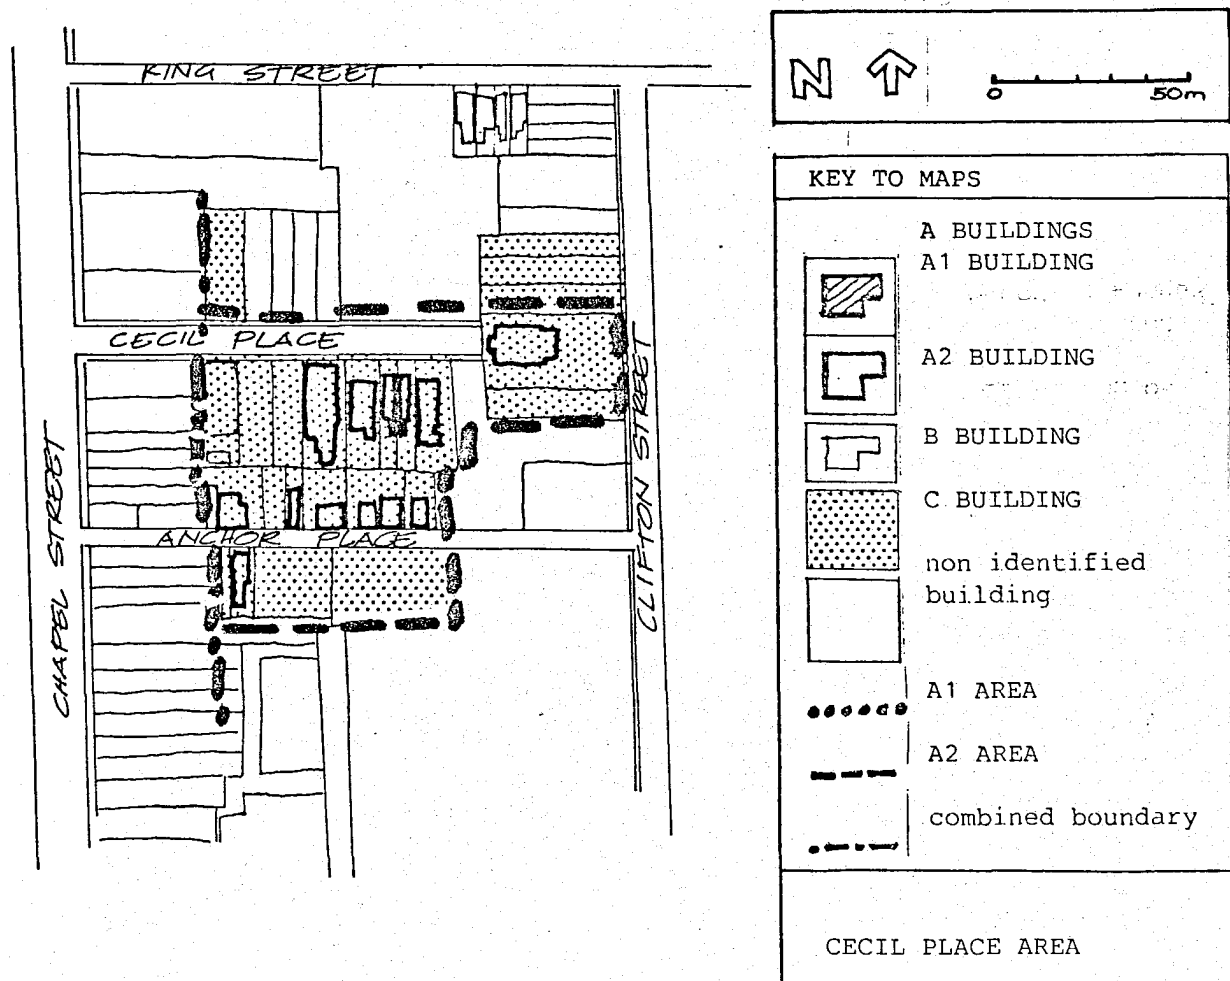 KING STREET
CECIL PLACE
ANCHOR PLACE
CHAPEL STREET
CLIFTON STREET
N
0 50m
KEY TO MAPS
A BUILDINGS
A1 BUILDING
A2 BUILDING
B BUILDING
C BUILDING
non identified
building
A1 AREA
A2 AREA
combined boundary
CECIL PLACE AREA